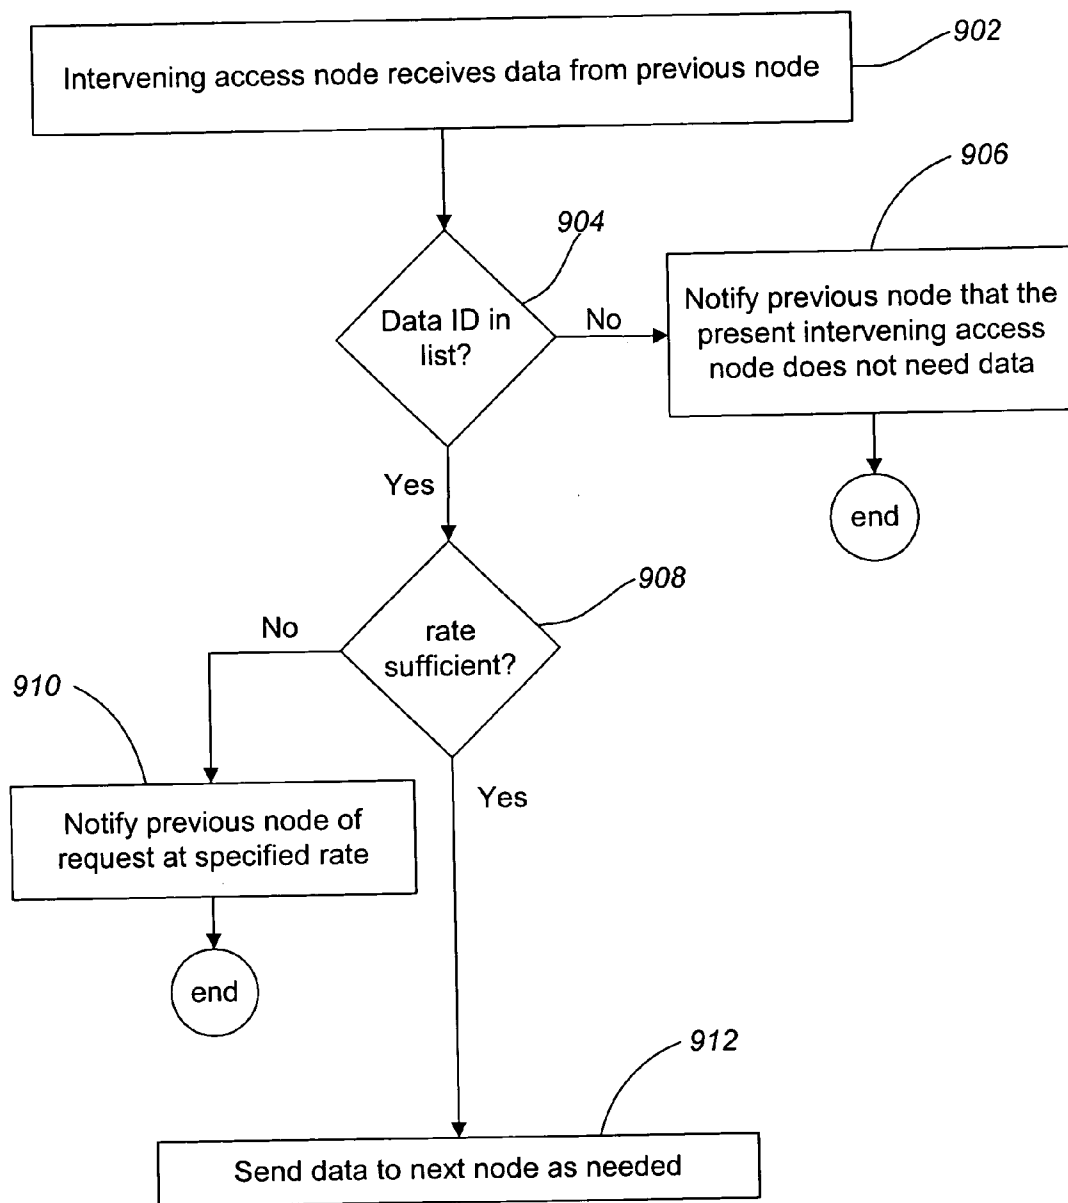 902
Intervening access node receives data from previous node
906
904
Data ID in
list?
No
Notify previous node that the
present intervening access
node does not need data
Yes
end
908
No
rate
sufficient?
910
Yes
Notify previous node of
request at specified rate
end
912
Send data to next node as needed